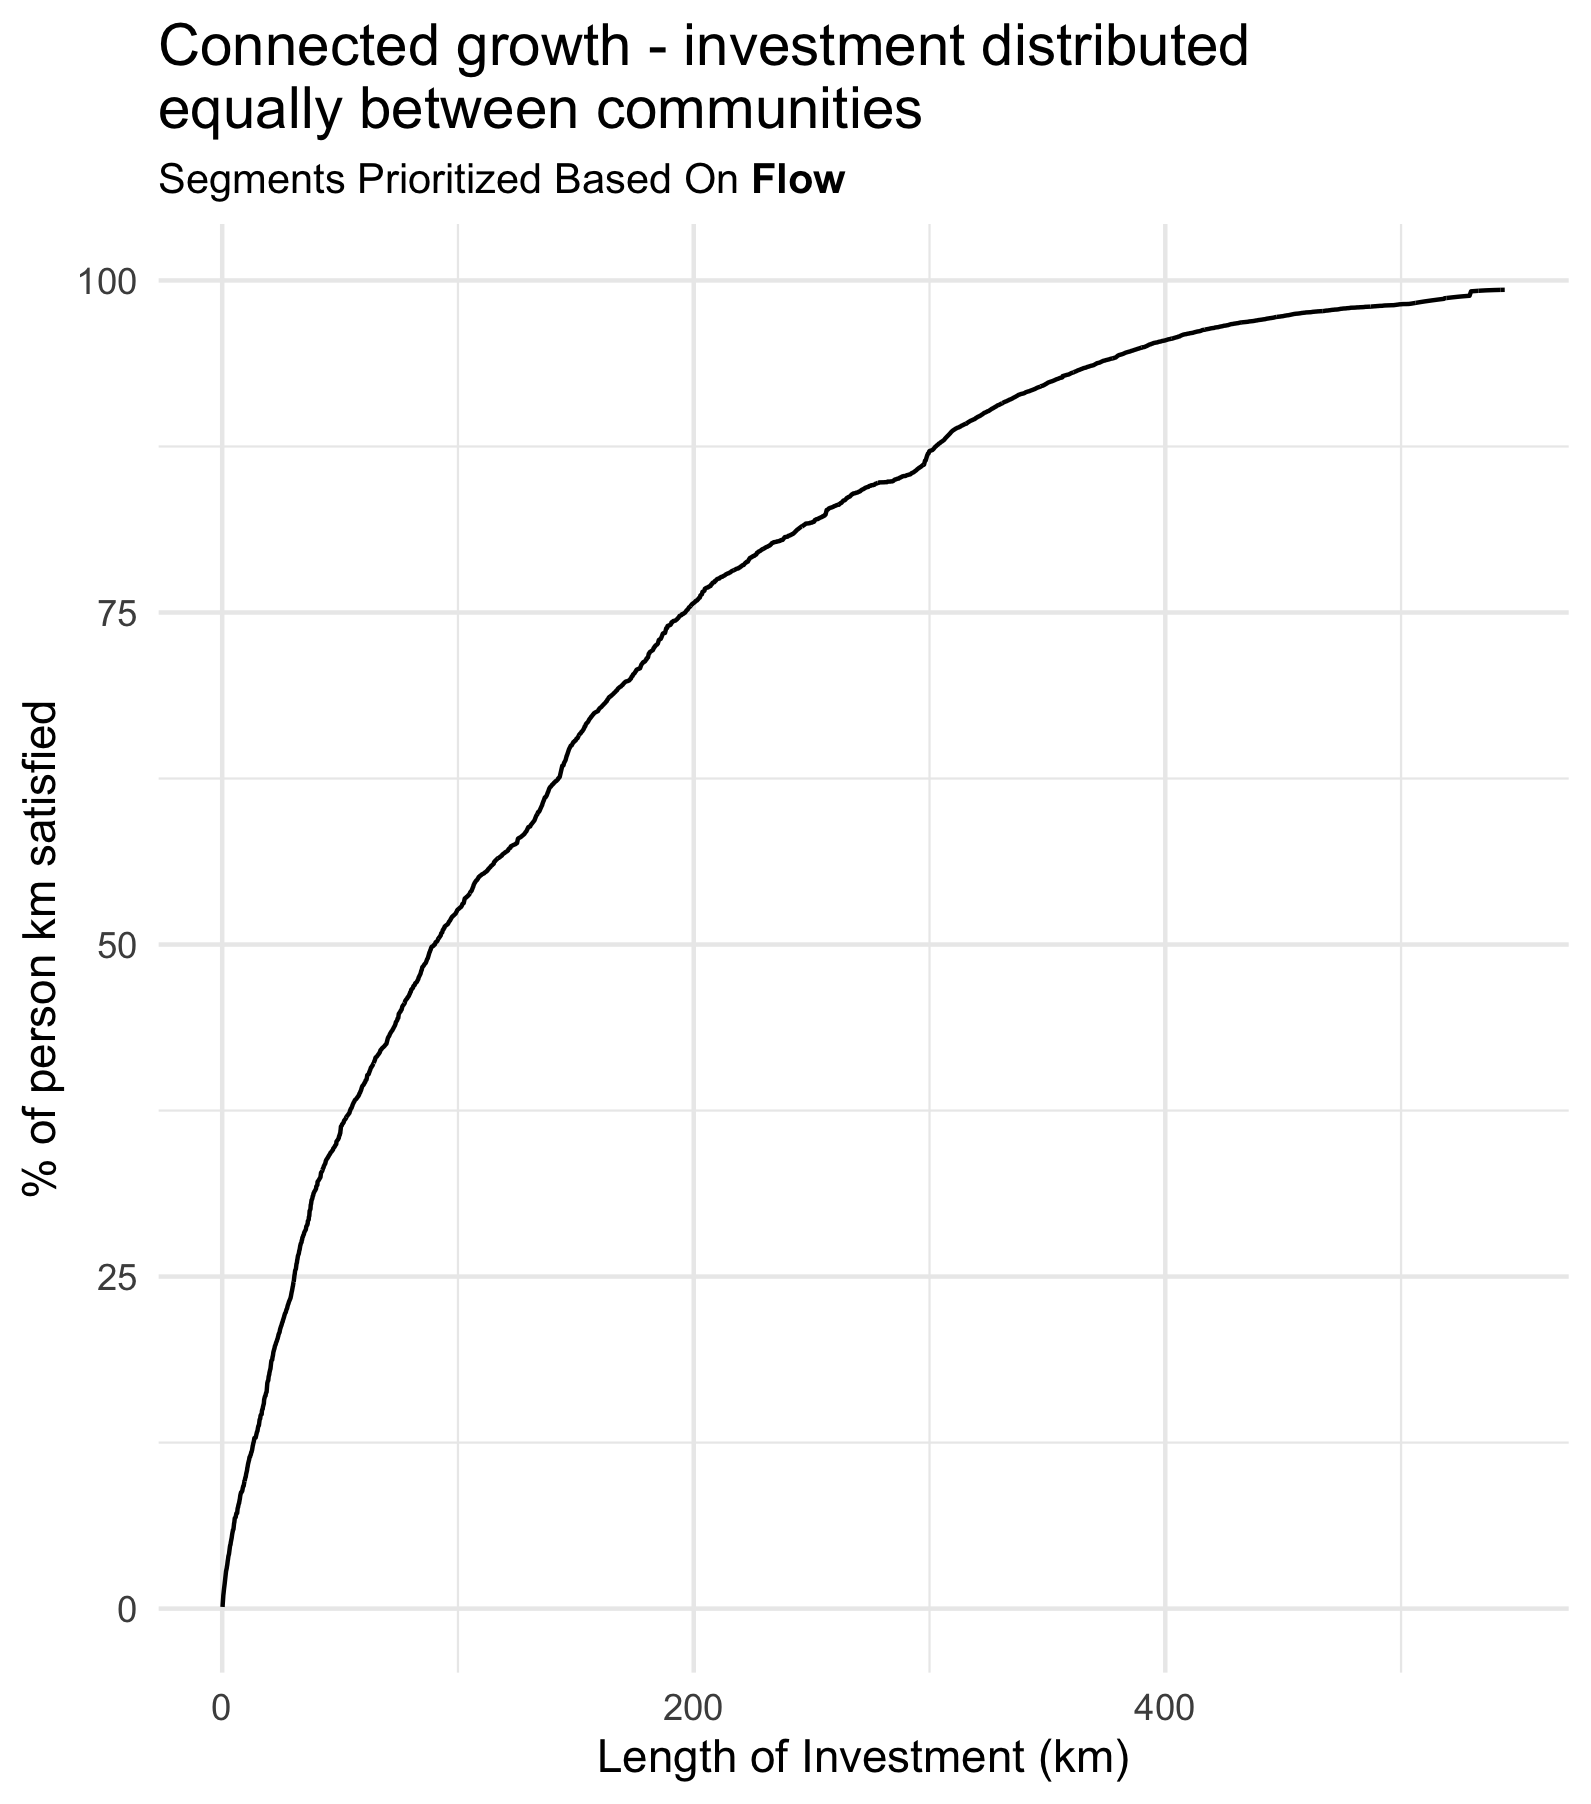 Connected growth - investment distributed
equally between communities
Segments Prioritized Based On Flow
% of person km satisfied
100
75
50
25
0
0 200 400
Length of Investment (km)